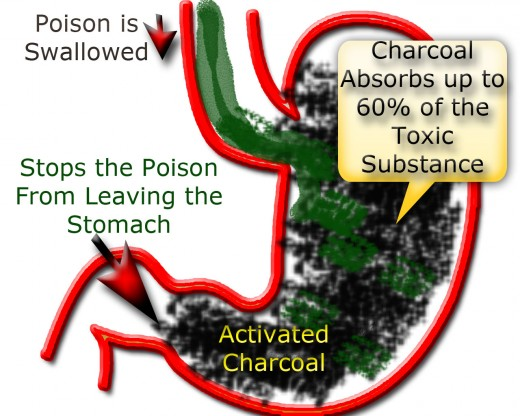 Poison is
Swallowed
Charcoal
Absorbs up to
60% of the
Toxic
Substance
Stops the Poison
From Leaving the
Stomach
Activated
Charcoal